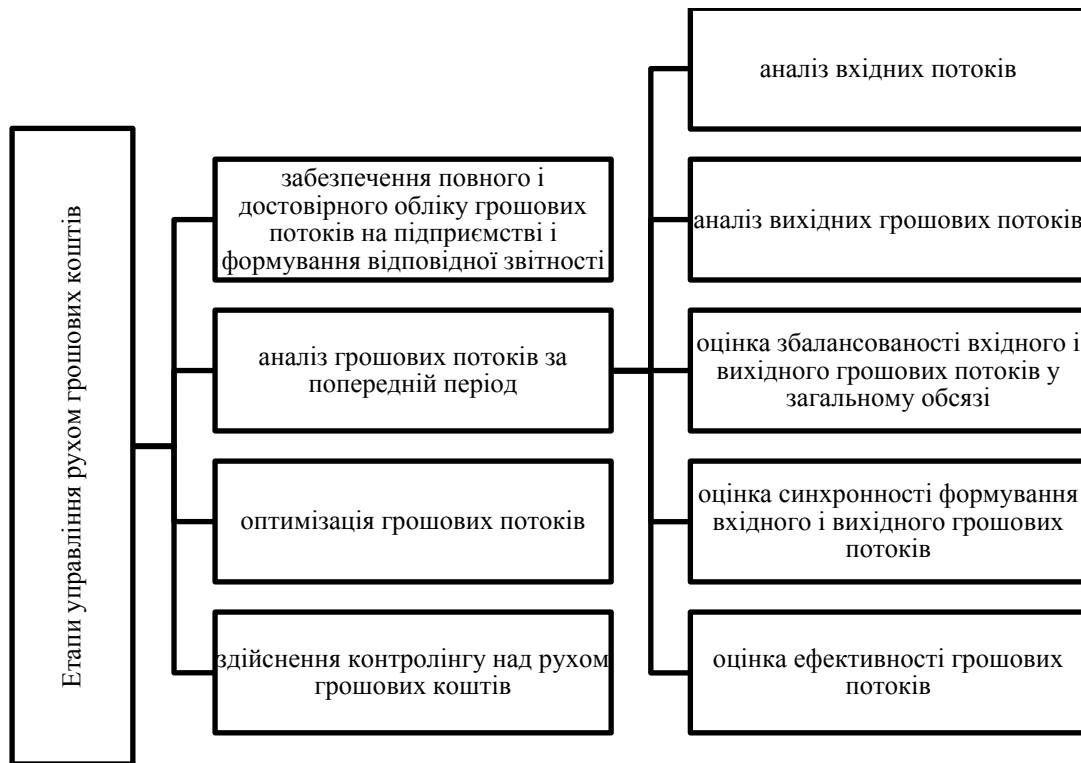 Етапи управління рухом грошових коштів
забезпечення повного і
достовірного обліку грошових
потоків на підприємстві і
формування відповідної звітності
аналіз грошових потоків за
попередній період
оптимізація грошових потоків
здійснення контролінгу над рухом
грошових коштів
аналіз вхідних потоків
аналіз вихідних грошових потоків
оцінка збалансованості вхідного і
вихідного грошових потоків у
загальному обсязі
оцінка синхронності формування
вхідного і вихідного грошових
потоків
оцінка ефективності грошових
потоків